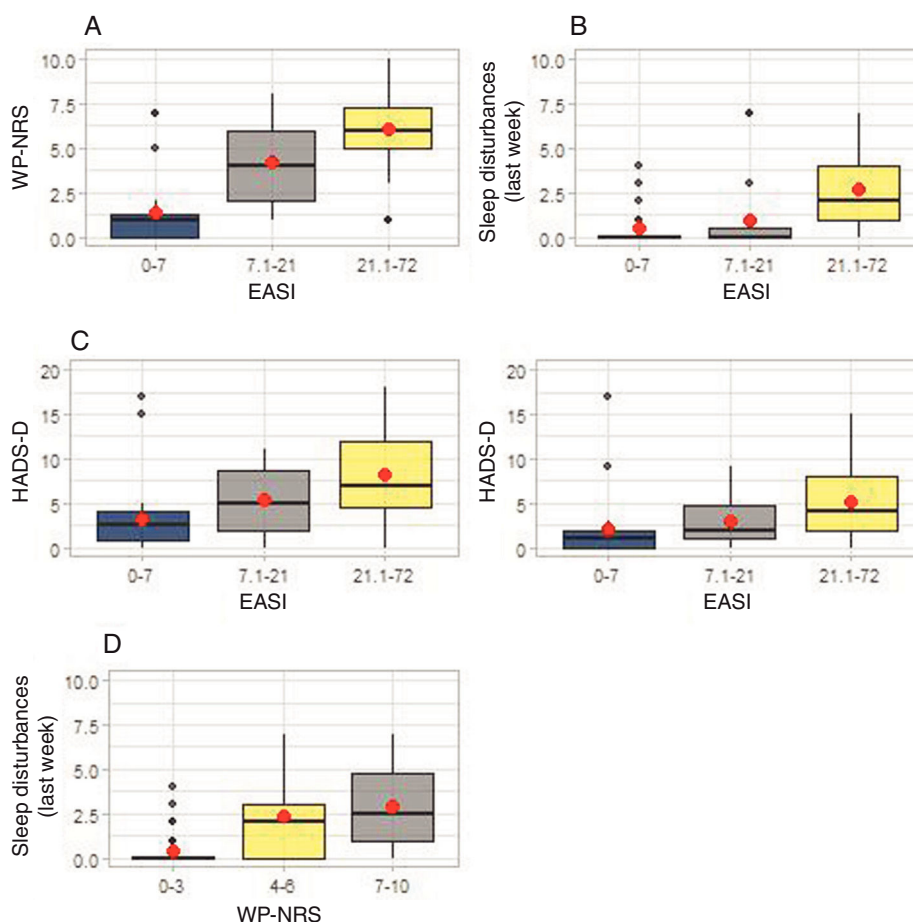 A
WP-NRS
10.0
7.5
5.0
2.5
0.0
0-7
7.1-21
21.1-72
EASI
B
Sleep disturbances
(last week)
10.0
7.5
5.0
2.5
0.0
0-7
7.1-21
21.1-72
EASI
C
HADS-D
20
15
10
5
0
0-7
7.1-21
21.1-72
EASI
HADS-D
20
15
10
5
0
0-7
7.1-21
21.1-72
EASI
D
Sleep disturbances
(last week)
10.0
7.5
5.0
2.5
0.0
0-3
4-6
7-10
WP-NRS